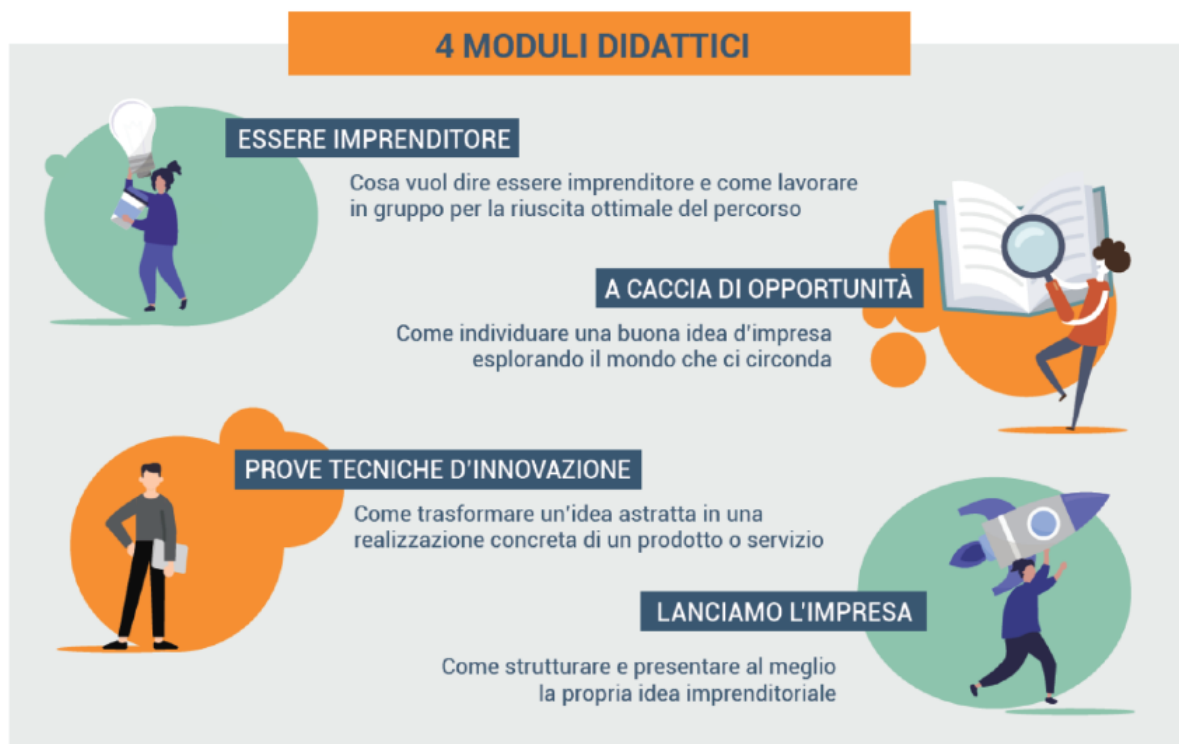 4 MODULI DIDATTICI
ESSERE IMPRENDITORE
Cosa vuol dire essere imprenditore e come lavorare
in gruppo per la riuscita ottimale del percorso
A CACCIA DI OPPORTUNITÀ
Come individuare una buona idea d'impresa
esplorando il mondo che ci circonda
PROVE TECNICHE D'INNOVAZIONE
Come trasformare un'idea astratta in una
realizzazione concreta di un prodotto o servizio
LANCIAMO L'IMPRESA
Come strutturare e presentare al meglio
la propria idea imprenditoriale